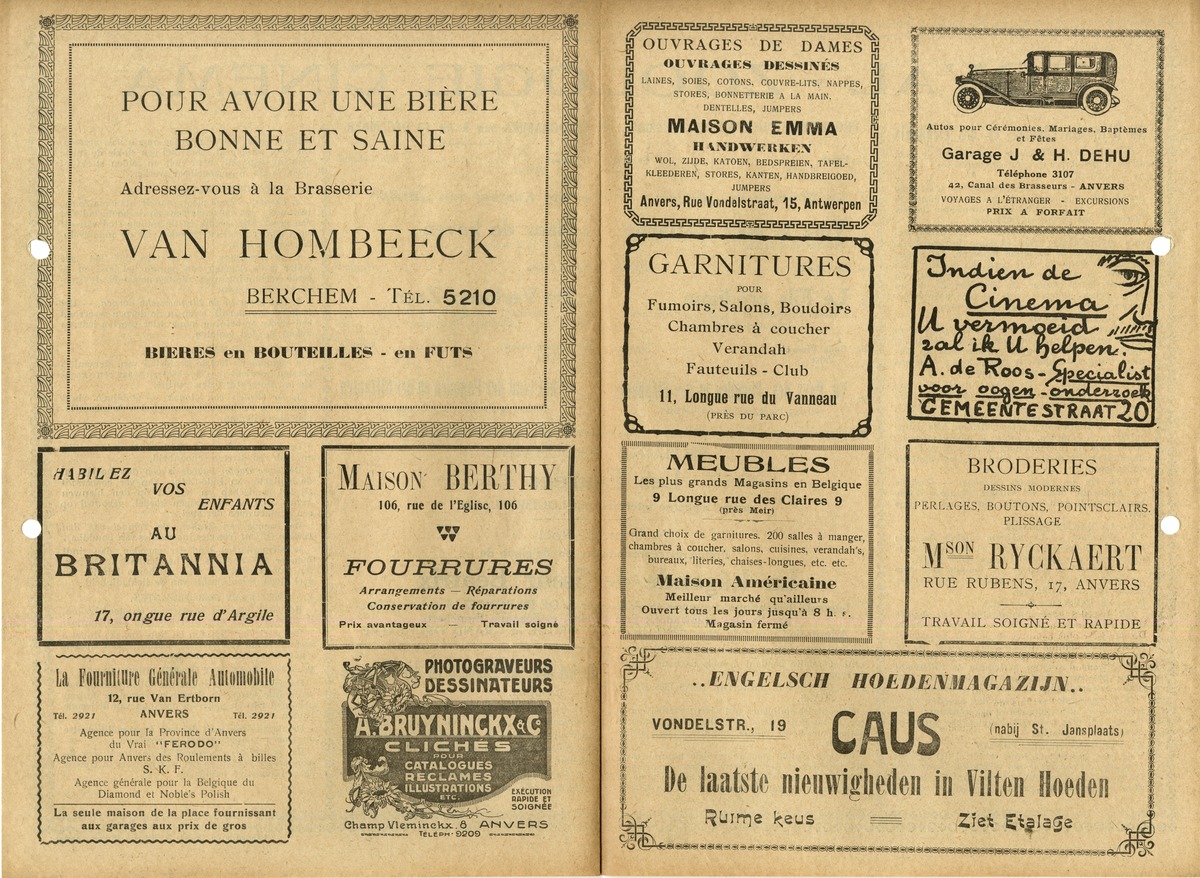 POUR AVOIR UNE BIÈRE
BONNE ET SAINE
Adressez-vous à la Brasserie
VAN HOMBEECK
BERCHEM - TÉL. 5210
BIERES en BOUTEILLES - en FUTS
HABILEZ
VOS
ENFANTS
AU
BRITANNIA
17, ongue rue d'Argile
MAISON BERTHY
106, rue de l'Eglise, 106
FOURRURES
Arrangements — Réparations
Conservation de fourrures
Prix avantageux — Travail soigné
La Fourniture Générale Automobile
12, rue Van Ertborn
Tél. 2921 ANVERS Tél. 2921
Agence pour la Province d'Anvers
du Vrai "FERODO"
Agence pour Anvers des Roulements à billes
S. K. F.
Agence générale pour la Belgique du
Diamond et Noble's Polish
La seule maison de la place fournissant
aux garages aux prix de gros
PHOTOGRAVEURS
DESSINATEURS
A. BRUYNINCKX & Co
CLICHÉS
POUR
CATALOGUES
RECLAMES
ILLUSTRATIONS
ETC.
EXÉCUTION
RAPIDE ET
SOIGNÉE
Champ Vleminckx. 8 ANVERS
TÉLÉPH. 9209
OUVRAGES DE DAMES
OUVRAGES DESSINÉS
LAINES, SOIES, COTONS, COUVRE-LITS, NAPPES,
STORES, BONNETTERIE A LA MAIN.
DENTELLES, JUMPERS
MAISON EMMA
HANDWERKEN
WOL, ZIJDE, KATOEN, BEDSPREIEN, TAFEL-
KLEEDEREN, STORES, KANTEN, HANDBREIGOED,
JUMPERS
Anvers, Rue Vondelstraat, 15, Antwerpen
Autos pour Cérémonies, Mariages, Baptèmes
et Fêtes
Garage J & H. DEHU
Téléphone 3107
42, Canal des Brasseurs - ANVERS
VOYAGES A L'ÉTRANGER - EXCURSIONS
PRIX A FORFAIT
GARNITURES
POUR
Fumoirs, Salons, Boudoirs
Chambres à coucher
Verandah
Fauteuils - Club
11, Longue rue du Vanneau
(PRÈS DU PARC)
Indien de
Cinema
U vermoeid
zal ik U helpen.
A. de Roos - Specialist
voor oogen - onderzoek
GEMEENTESTRAAT 20
MEUBLES
Les plus grands Magasins en Belgique
9 Longue rue des Claires 9
(près Meir)
Grand choix de garnitures. 200 salles à manger,
chambres à coucher, salons, cuisines, verandah's,
bureaux, literies, chaises-longues, etc. etc.
Maison Américaine
Meilleur marché qu'ailleurs
Ouvert tous les jours jusqu'à 8 h.
Magasin fermé
BRODERIES
DESSINS MODERNES
PERLAGES, BOUTONS, POINTSCLAIRS.
PLISSAGE
MSON RYCKAERT
RUE RUBENS, 17, ANVERS
TRAVAIL SOIGNÉ ET RAPIDE
..ENGELSCH HOEDENMAGAZIJN..
VONDELSTR., 19 CAUS (nabij St. Jansplaats)
De laatste nieuwigheden in Vilten Hoeden
Ruime keus Ziet Etalage